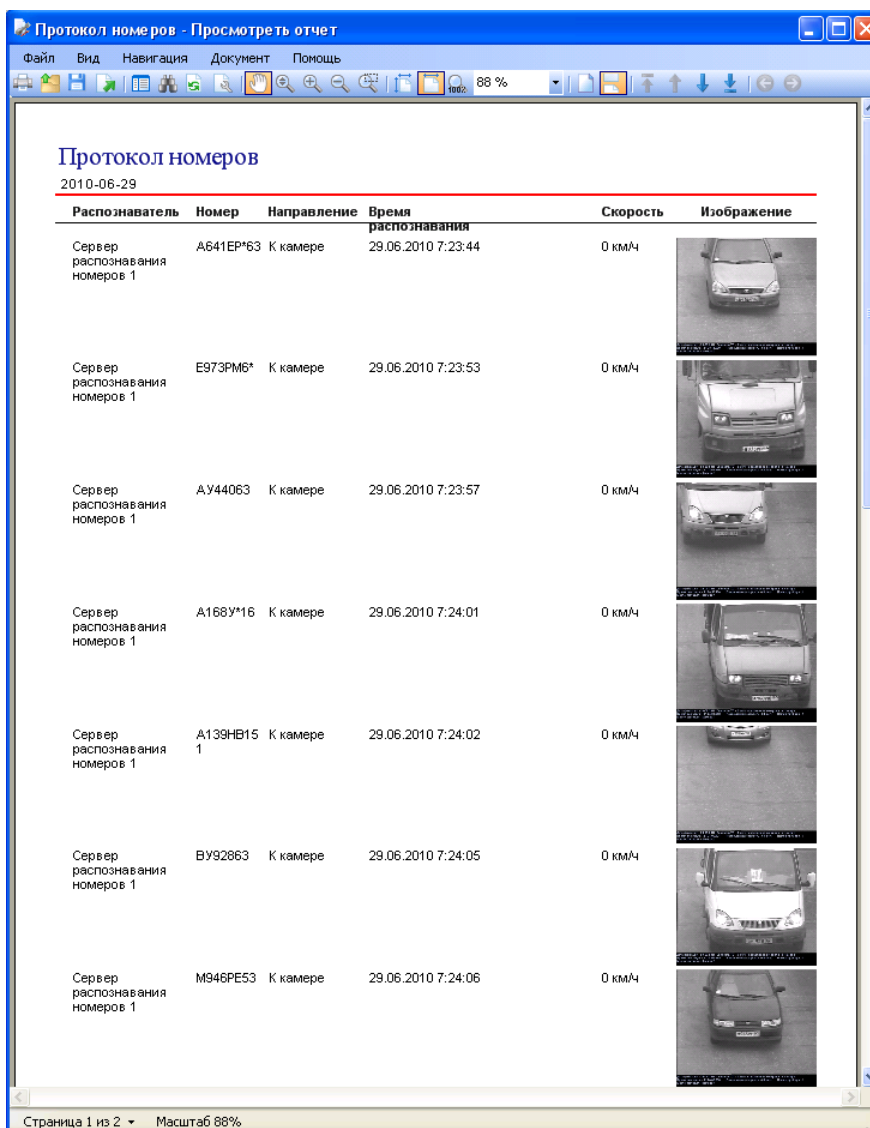 Протокол номеров - Просмотреть отчет
Файл Вид Навигация Документ Помощь
100% 88 %
Протокол номеров
2010-06-29
Распознаватель Номер Направление Время распознавания Скорость Изображение
Сервер распознавания номеров 1 А641ЕР*63 К камере 29.06.2010 7:23:44 0 км/ч
Сервер распознавания номеров 1 Е973РМ6* К камере 29.06.2010 7:23:53 0 км/ч
Сервер распознавания номеров 1 АУ44063 К камере 29.06.2010 7:23:57 0 км/ч
Сервер распознавания номеров 1 А168У*16 К камере 29.06.2010 7:24:01 0 км/ч
Сервер распознавания номеров 1 А139НВ151 К камере 29.06.2010 7:24:02 0 км/ч
Сервер распознавания номеров 1 ВУ92863 К камере 29.06.2010 7:24:05 0 км/ч
Сервер распознавания номеров 1 М946РЕ53 К камере 29.06.2010 7:24:06 0 км/ч
Страница 1 из 2 Масштаб 88%